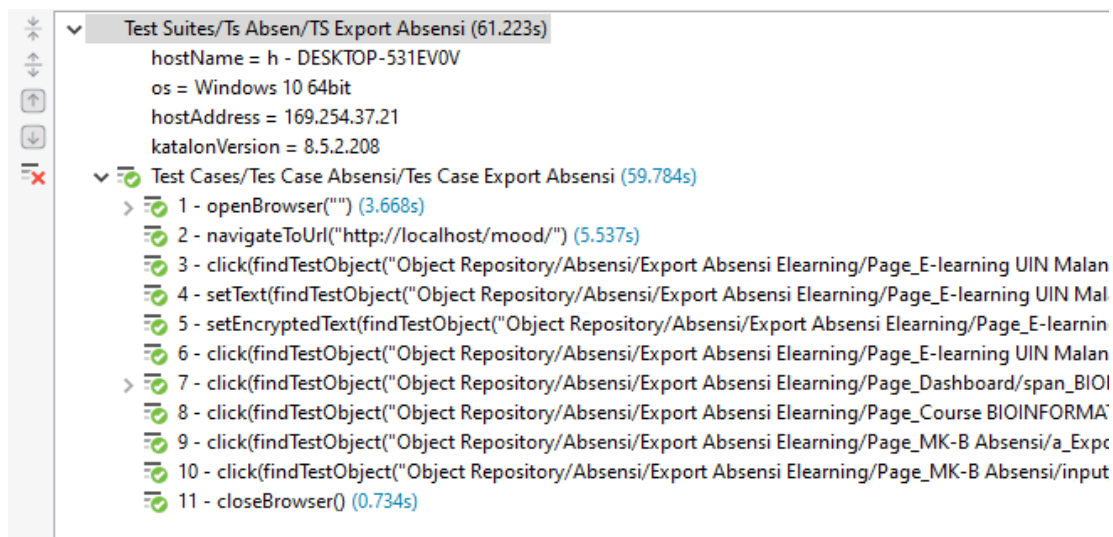 Test Suites/Ts Absen/TS Export Absensi (61.223s)
hostName = h - DESKTOP-531EV0V
os = Windows 10 64bit
hostAddress = 169.254.37.21
katalonVersion = 8.5.2.208
Test Cases/Tes Case Absensi/Tes Case Export Absensi (59.784s)
1 - openBrowser("") (3.668s)
2 - navigateToUrl("http://localhost/mood/") (5.537s)
3 - click(findTestObject("Object Repository/Absensi/Export Absensi Elearning/Page_E-learning UIN Malan
4 - setText(findTestObject("Object Repository/Absensi/Export Absensi Elearning/Page_E-learning UIN Mal
5 - setEncryptedText(findTestObject("Object Repository/Absensi/Export Absensi Elearning/Page_E-learnin
6 - click(findTestObject("Object Repository/Absensi/Export Absensi Elearning/Page_E-learning UIN Malan
7 - click(findTestObject("Object Repository/Absensi/Export Absensi Elearning/Page_Dashboard/span_BIOI
8 - click(findTestObject("Object Repository/Absensi/Export Absensi Elearning/Page_Course BIOINFORMAT
9 - click(findTestObject("Object Repository/Absensi/Export Absensi Elearning/Page_MK-B Absensi/a_Expo
10 - click(findTestObject("Object Repository/Absensi/Export Absensi Elearning/Page_MK-B Absensi/input
11 - closeBrowser() (0.734s)